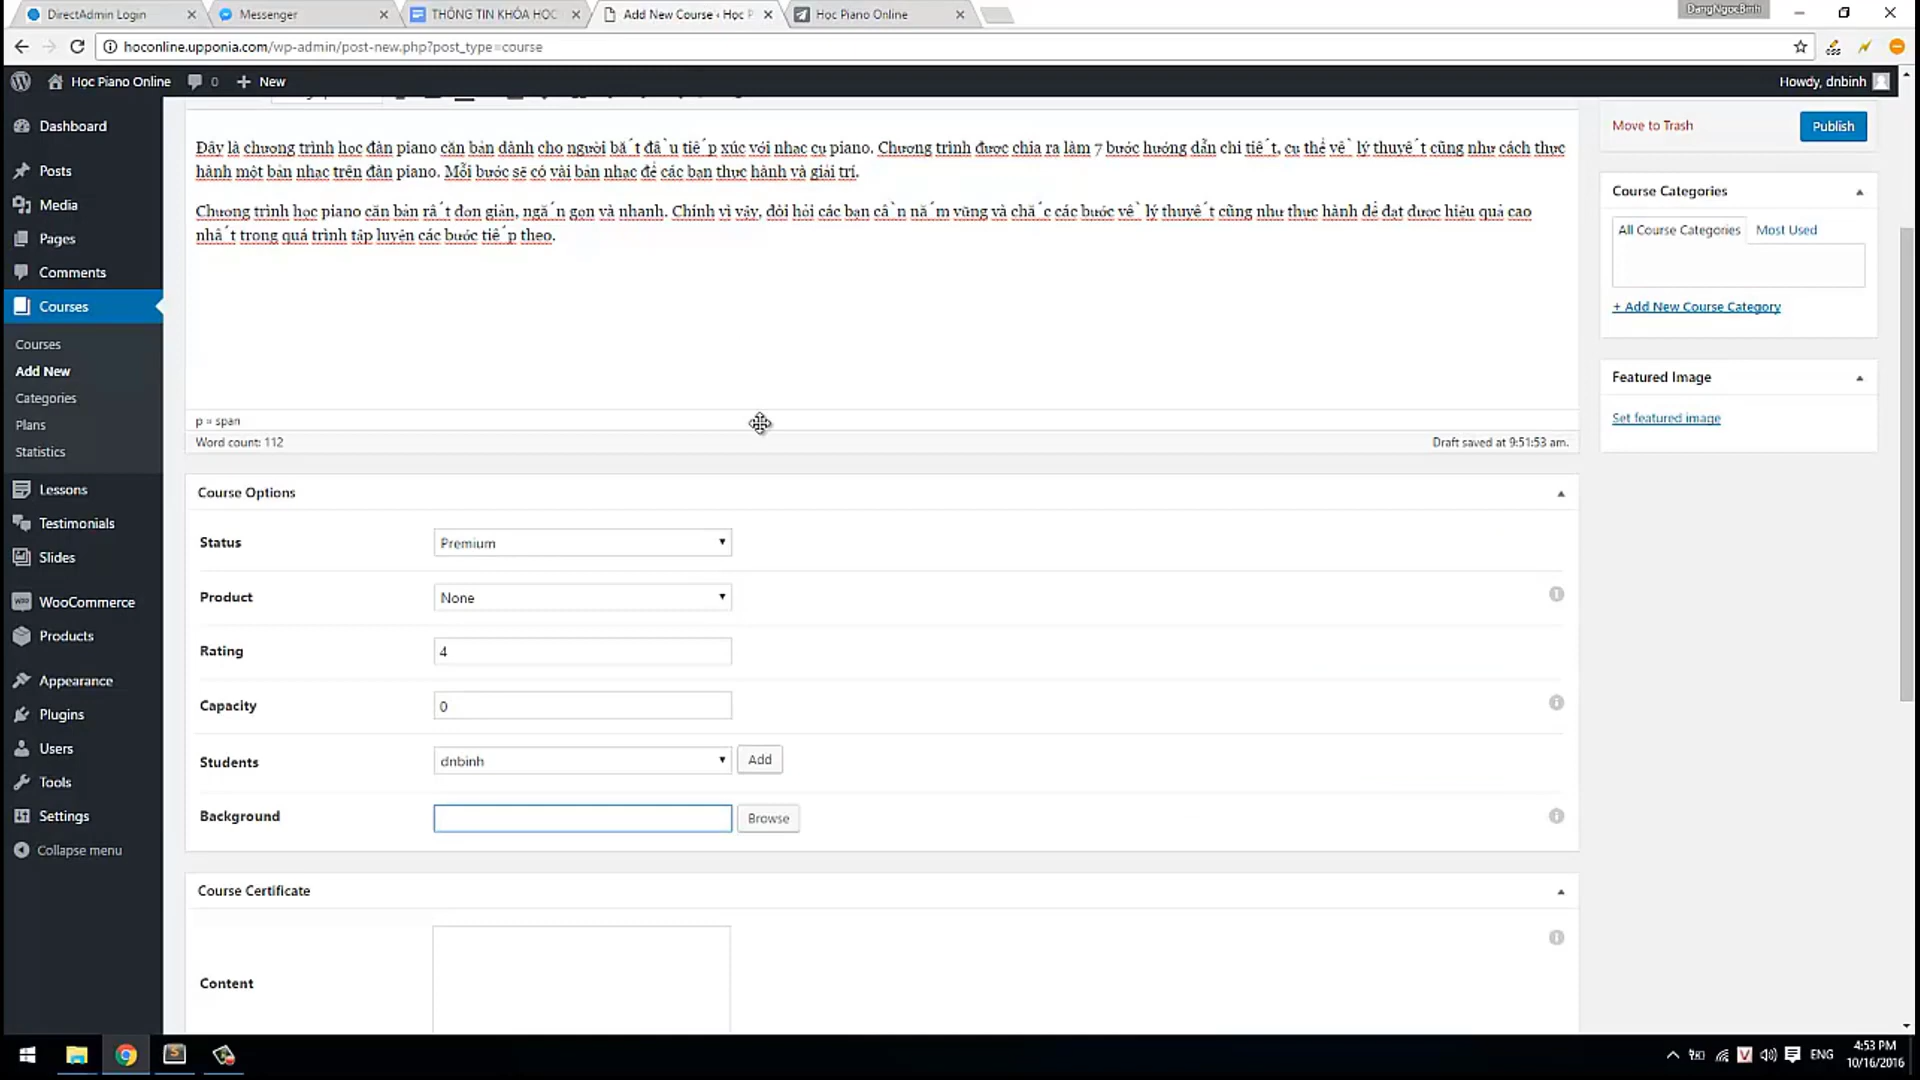 DirectAdmin Login
Messenger
THÔNG TIN KHÓA HỌC
Add New Course ‹ Học P
Học Piano Online
DangNgocBinh
hoconline.upponia.com/wp-admin/post-new.php?post_type=course
Học Piano Online
0
New
Howdy, dnbinh
Dashboard
Posts
Media
Pages
Comments
Courses
Courses
Add New
Categories
Plans
Statistics
Lessons
Testimonials
Slides
WooCommerce
Products
Appearance
Plugins
Users
Tools
Settings
Collapse menu
Đây là chương trình học đàn piano căn bản dành cho người bắt đầu tiếp xúc với nhạc cụ piano. Chương trình được chia ra làm 7 bước hướng dẫn chi tiết, cụ thể về lý thuyết cũng như cách thực
hành một bản nhạc trên đàn piano. Mỗi bước sẽ có vài bản nhạc để các bạn thực hành và giải trí.
Chương trình học piano căn bản rất đơn giản, ngắn gọn và nhanh. Chính vì vậy, đòi hỏi các bạn cần nắm vững và chắc các bước về lý thuyết cũng như thực hành để đạt được hiệu quả cao
nhất trong quá trình tập luyện các bước tiếp theo.
p » span
Word count: 112
Draft saved at 9:51:53 am.
Course Options
Status
Premium
Product
None
Rating
4
Capacity
0
Students
dnbinh
Add
Background
Browse
Course Certificate
Content
Move to Trash
Publish
Course Categories
All Course Categories
Most Used
+ Add New Course Category
Featured Image
Set featured image
ENG
4:53 PM
10/16/2016